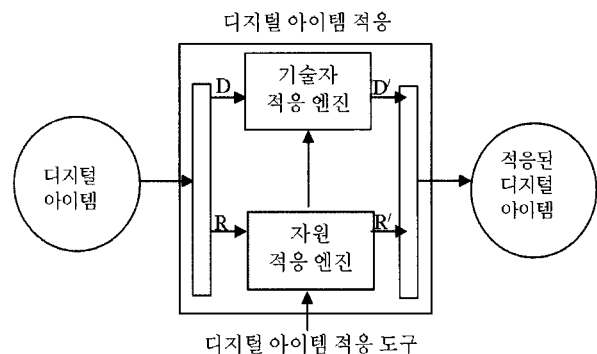 디지털 아이템 적응
D
기술자
적응 엔진
D′
디지털
아이템
적응된
디지털
아이템
R
자원
적응 엔진
R′
디지털 아이템 적응 도구